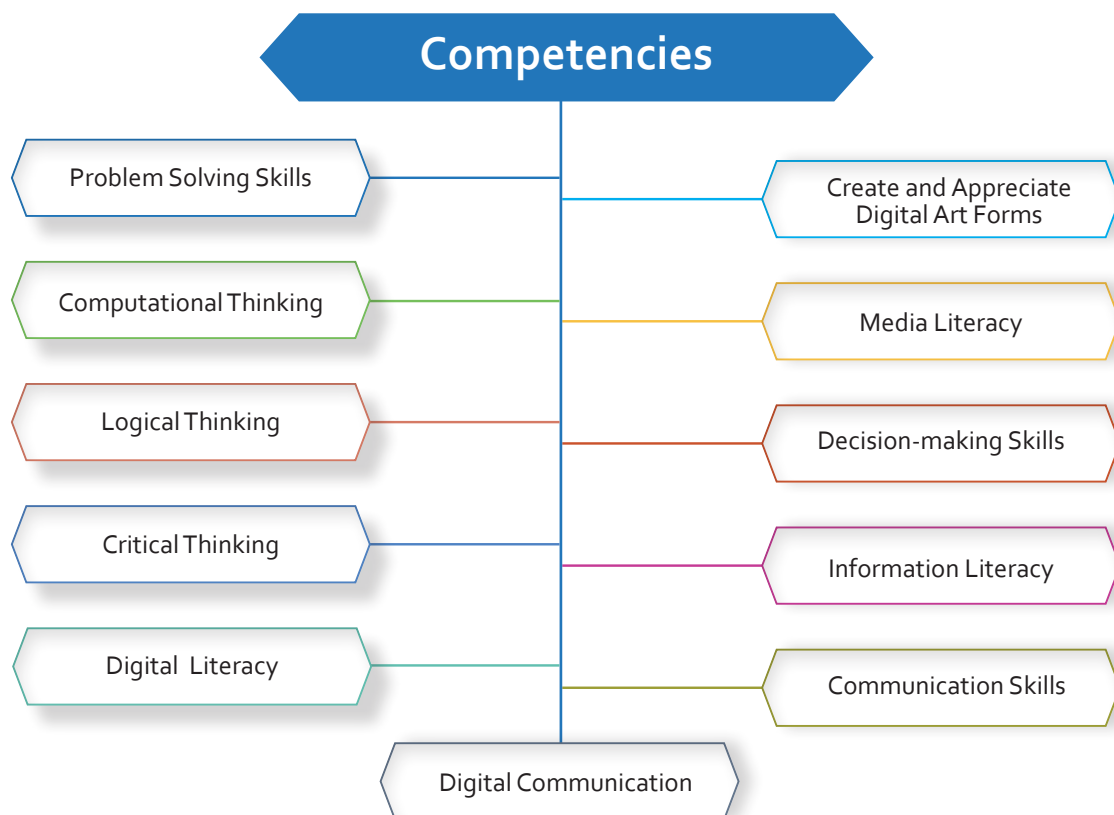 Competencies
Problem Solving Skills
Computational Thinking
Logical Thinking
Critical Thinking
Digital Literacy
Create and Appreciate
Digital Art Forms
Media Literacy
Decision-making Skills
Information Literacy
Communication Skills
Digital Communication